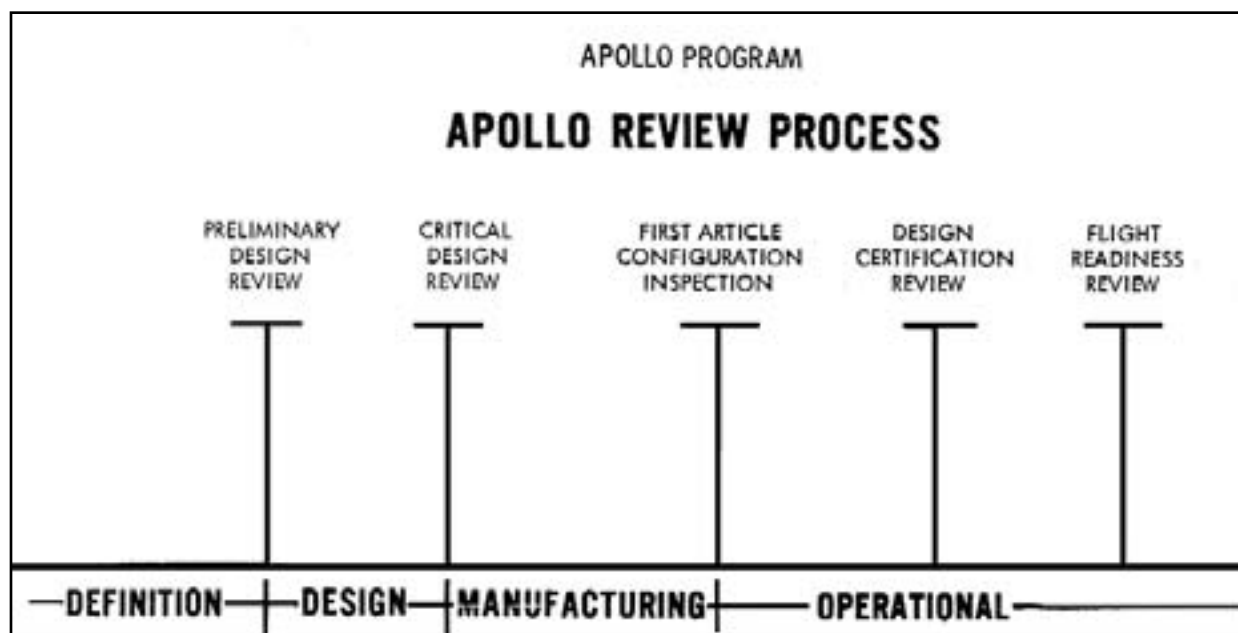 APOLLO PROGRAM
APOLLO REVIEW PROCESS
PRELIMINARY
DESIGN
REVIEW
CRITICAL
DESIGN
REVIEW
FIRST ARTICLE
CONFIGURATION
INSPECTION
DESIGN
CERTIFICATION
REVIEW
FLIGHT
READINESS
REVIEW
DEFINITION DESIGN MANUFACTURING OPERATIONAL